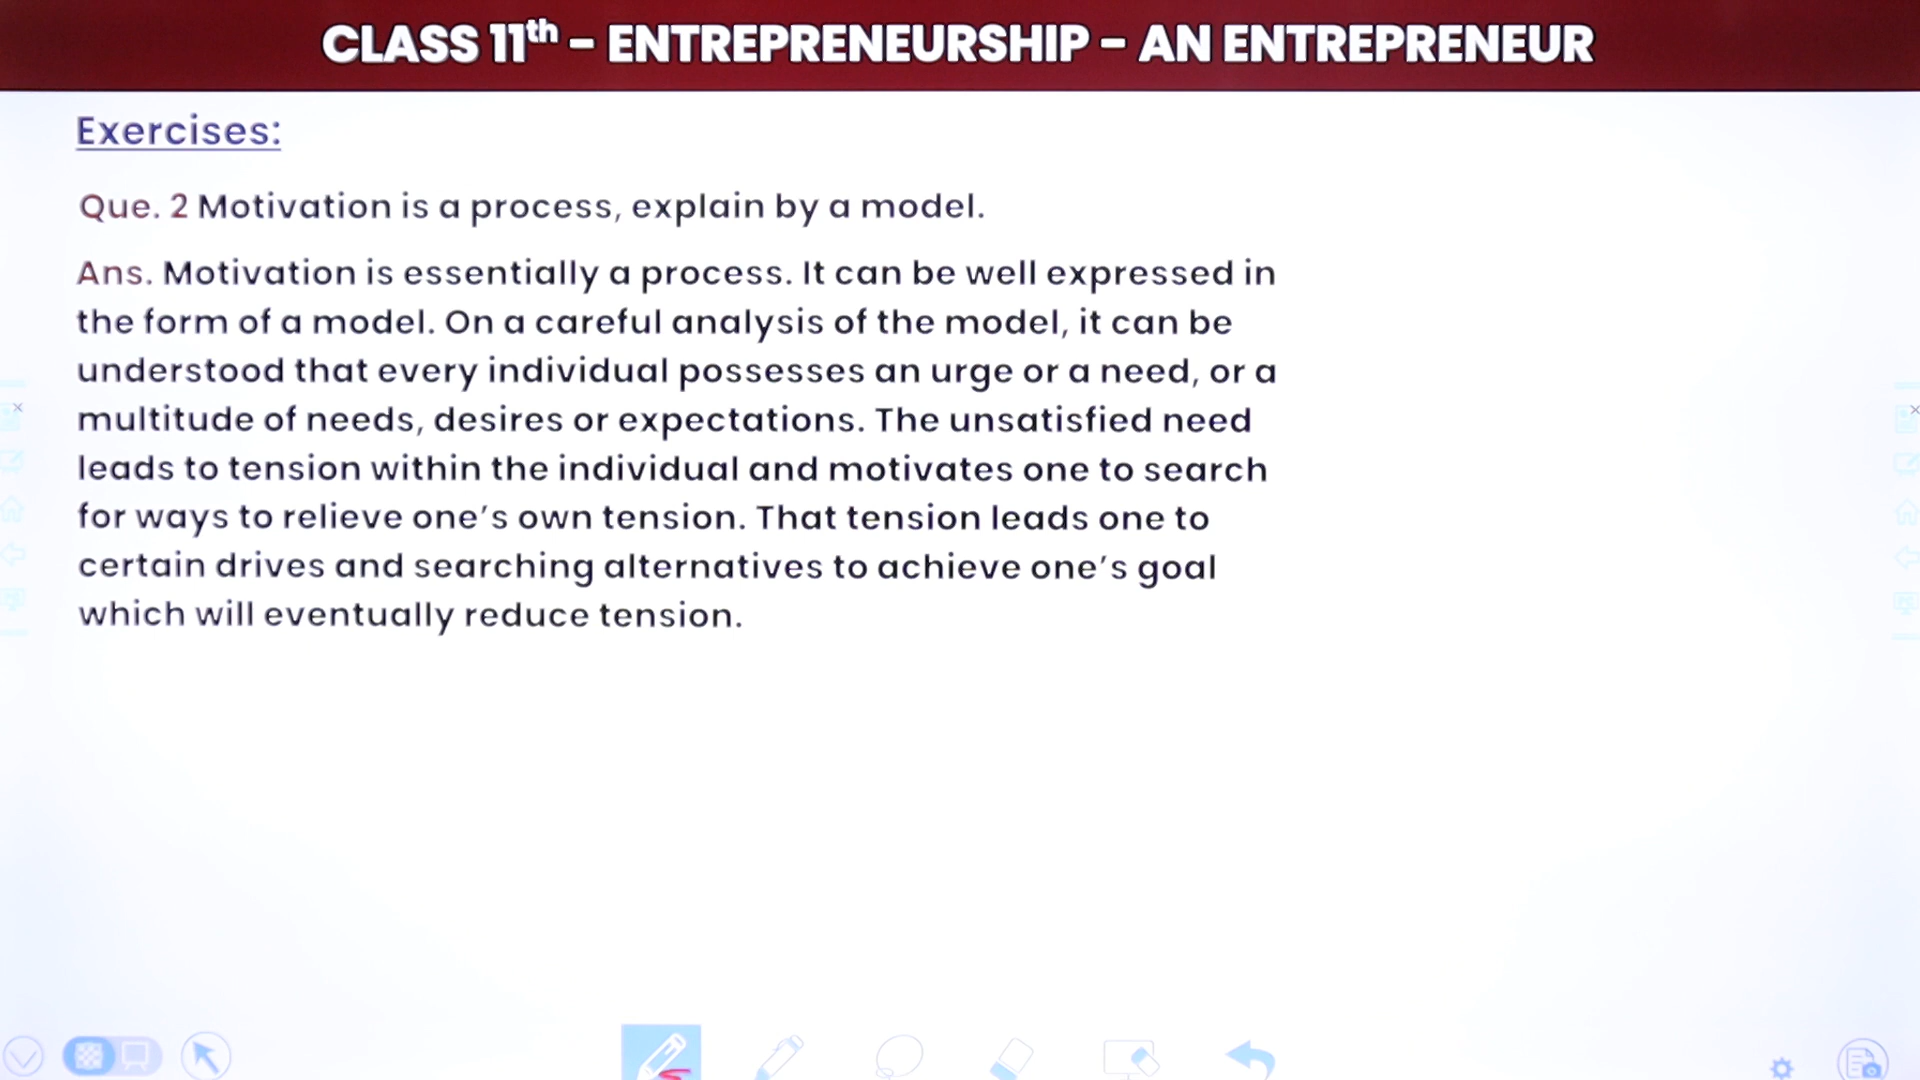 CLASS 11th – ENTREPRENEURSHIP – AN ENTREPRENEUR
Exercises:
Que. 2 Motivation is a process, explain by a model.
Ans. Motivation is essentially a process. It can be well expressed in
the form of a model. On a careful analysis of the model, it can be
understood that every individual possesses an urge or a need, or a
multitude of needs, desires or expectations. The unsatisfied need
leads to tension within the individual and motivates one to search
for ways to relieve one's own tension. That tension leads one to
certain drives and searching alternatives to achieve one's goal
which will eventually reduce tension.